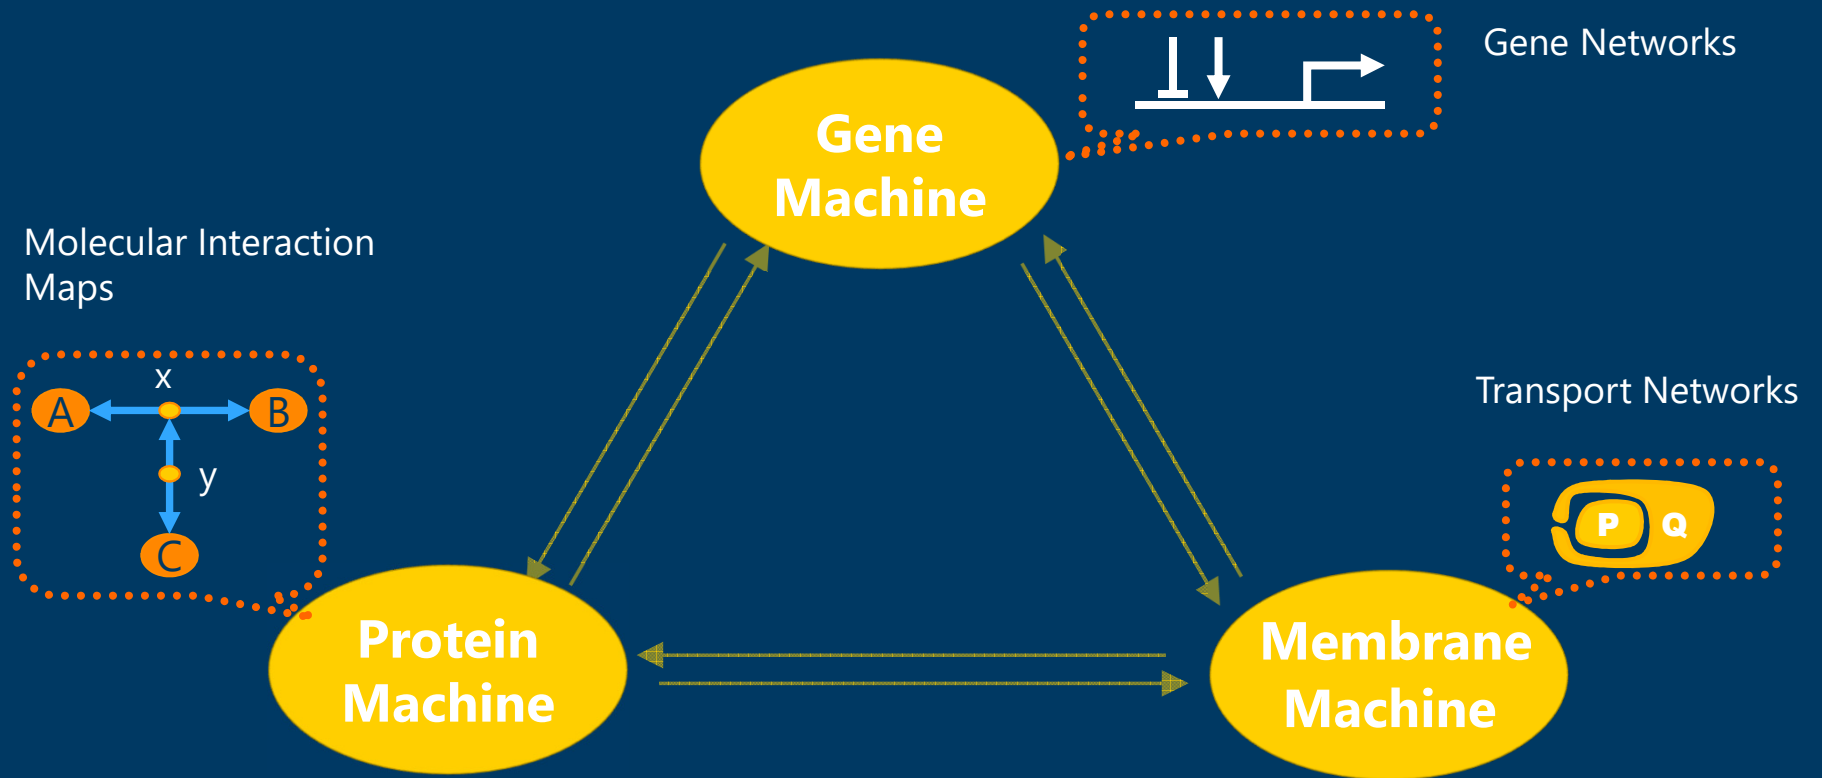 Gene Networks
Gene
Machine
Molecular Interaction
Maps
x
A
B
y
C
Transport Networks
P Q
Protein
Machine
Membrane
Machine